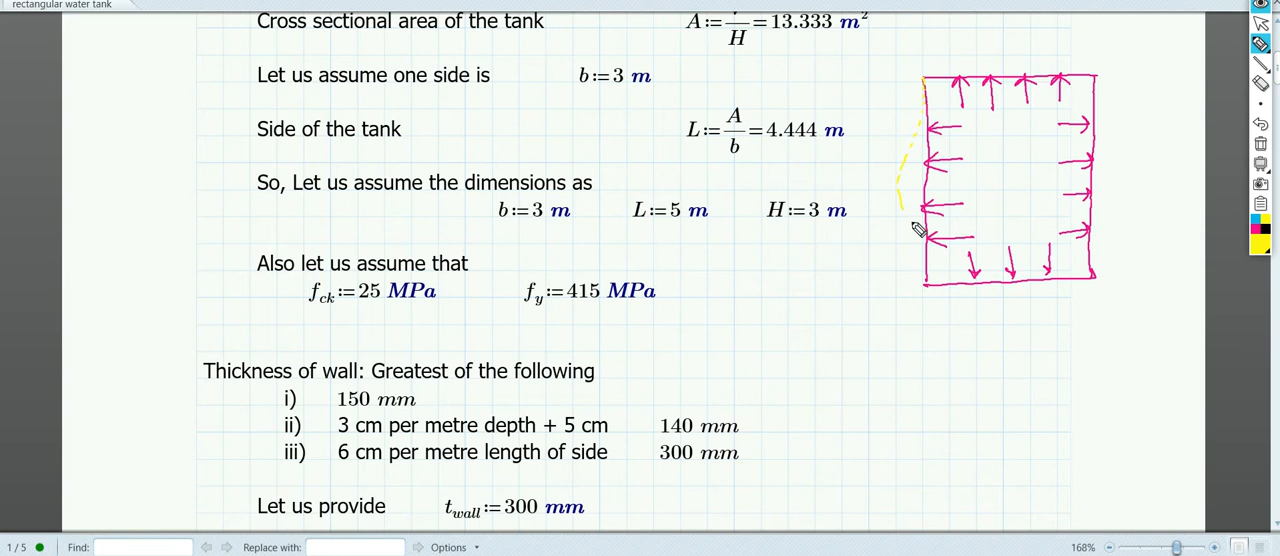 rectangular water tank
Cross sectional area of the tank A := V/H = 13.333 m²
Let us assume one side is b := 3 m
Side of the tank L := A/b = 4.444 m
So, Let us assume the dimensions as
b := 3 m L := 5 m H := 3 m
Also let us assume that
f_ck := 25 MPa f_y := 415 MPa
Thickness of wall: Greatest of the following
i) 150 mm
ii) 3 cm per metre depth + 5 cm 140 mm
iii) 6 cm per metre length of side 300 mm
Let us provide t_wall := 300 mm
1 / 5 Find: Replace with: Options 168%